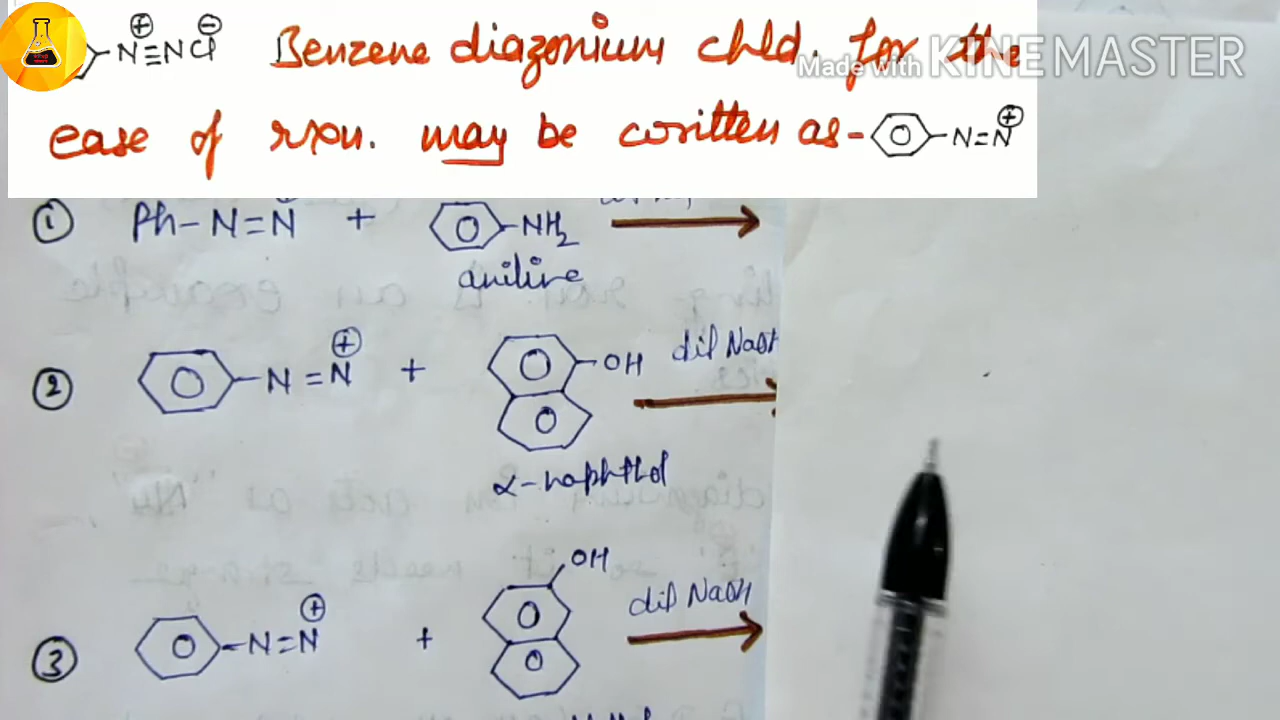 N≡N Cl Benzene diazonium chld. for the
Made with KINEMASTER
ease of rxn. may be written as- N=N
① Ph-N=N + NH2
aniline
② N=N + OH dil NaOH
α-naphthol
③ N=N + OH dil NaOH